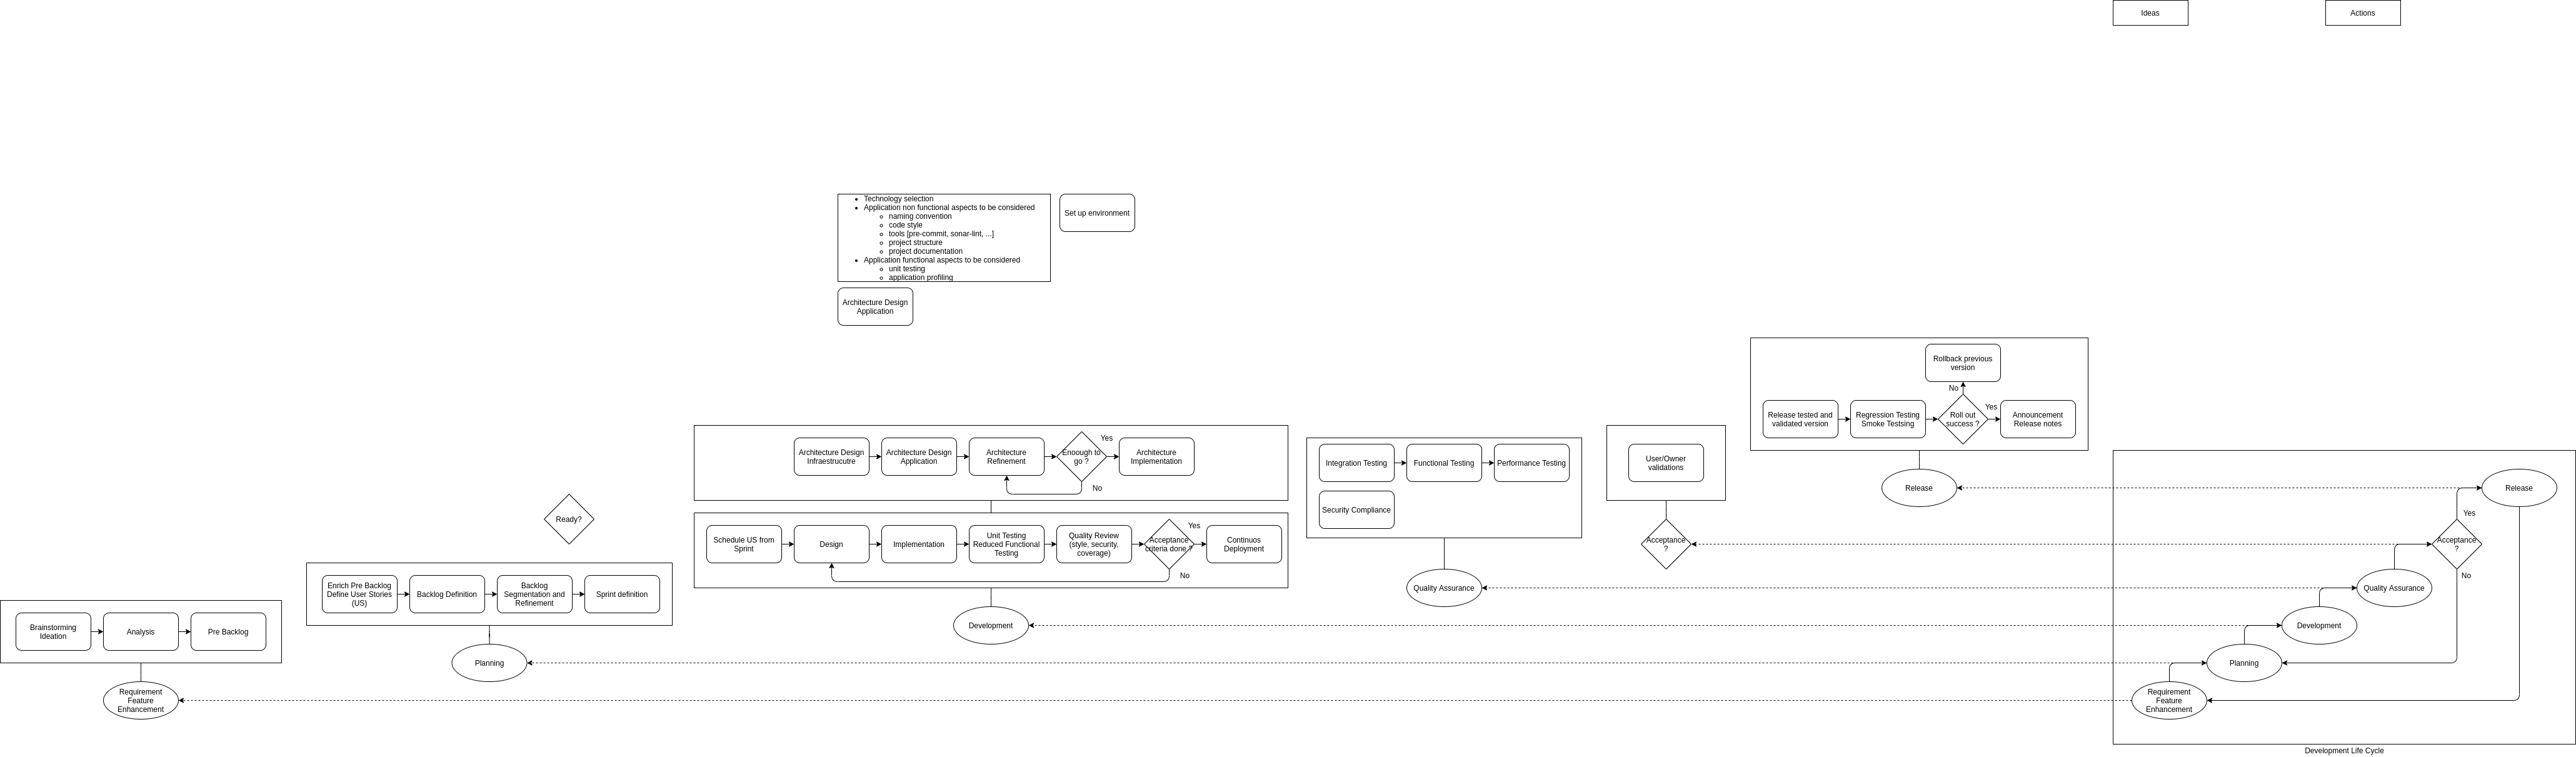 Ideas
Actions
Technology selection
Application non functional aspects to be considered
naming convention
code style
tools [pre-commit, sonar-lint, ...]
project structure
project documentation
Application functional aspects to be considered
unit testing
application profiling
Set up environment
Architecture Design
Application
Rollback previous
version
No
Release tested and
validated version
Regression Testing
Smoke Testsing
Roll out
success ?
Yes
Announcement
Release notes
Release
Architecture Design
Infraestrucutre
Architecture Design
Application
Architecture
Refinement
Enoough to
go ?
Yes
No
Architecture
Implementation
Schedule US from
Sprint
Design
Implementation
Unit Testing
Reduced Functional
Testing
Quality Review
(style, security,
coverage)
Acceptance
criteria done ?
Yes
No
Continuos
Deployment
Development
Integration Testing
Functional Testing
Performance Testing
Security Compliance
Quality Assurance
User/Owner
validations
Acceptance
?
Ready?
Enrich Pre Backlog
Define User Stories
(US)
Backlog Definition
Backlog
Segmentation and
Refinement
Sprint definition
Planning
Brainstorming
Ideation
Analysis
Pre Backlog
Requirement
Feature
Enhancement
Release
Yes
Acceptance
?
No
Quality Assurance
Development
Planning
Requirement
Feature
Enhancement
Development Life Cycle